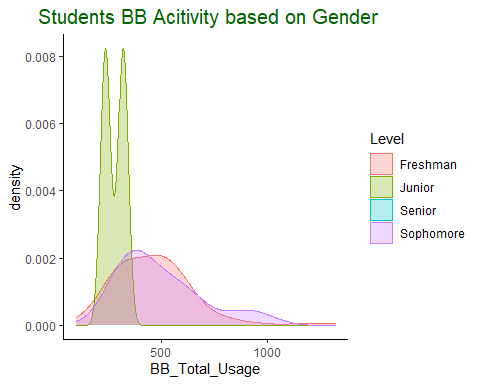 Students BB Acitivity based on Gender
density
0.008
0.006
0.004
0.002
0.000
500
1000
BB_Total_Usage
Level
Freshman
Junior
Senior
Sophomore